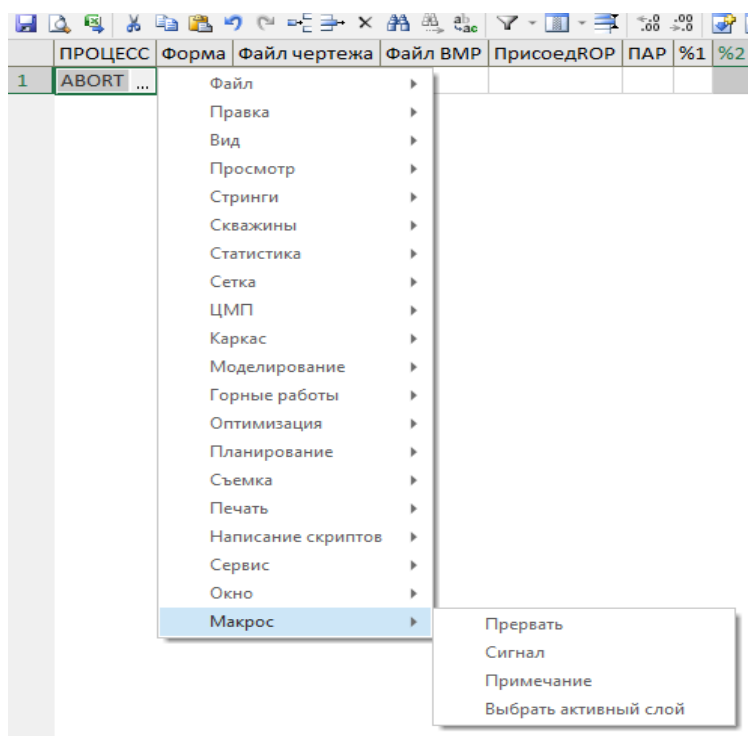 ПРОЦЕСС Форма Файл чертежа Файл BMP ПрисоедROP ПАР %1 %2
1 ABORT ...
Файл
Правка
Вид
Просмотр
Стринги
Скважины
Статистика
Сетка
ЦМП
Каркас
Моделирование
Горные работы
Оптимизация
Планирование
Съемка
Печать
Написание скриптов
Сервис
Окно
Макрос
Прервать
Сигнал
Примечание
Выбрать активный слой